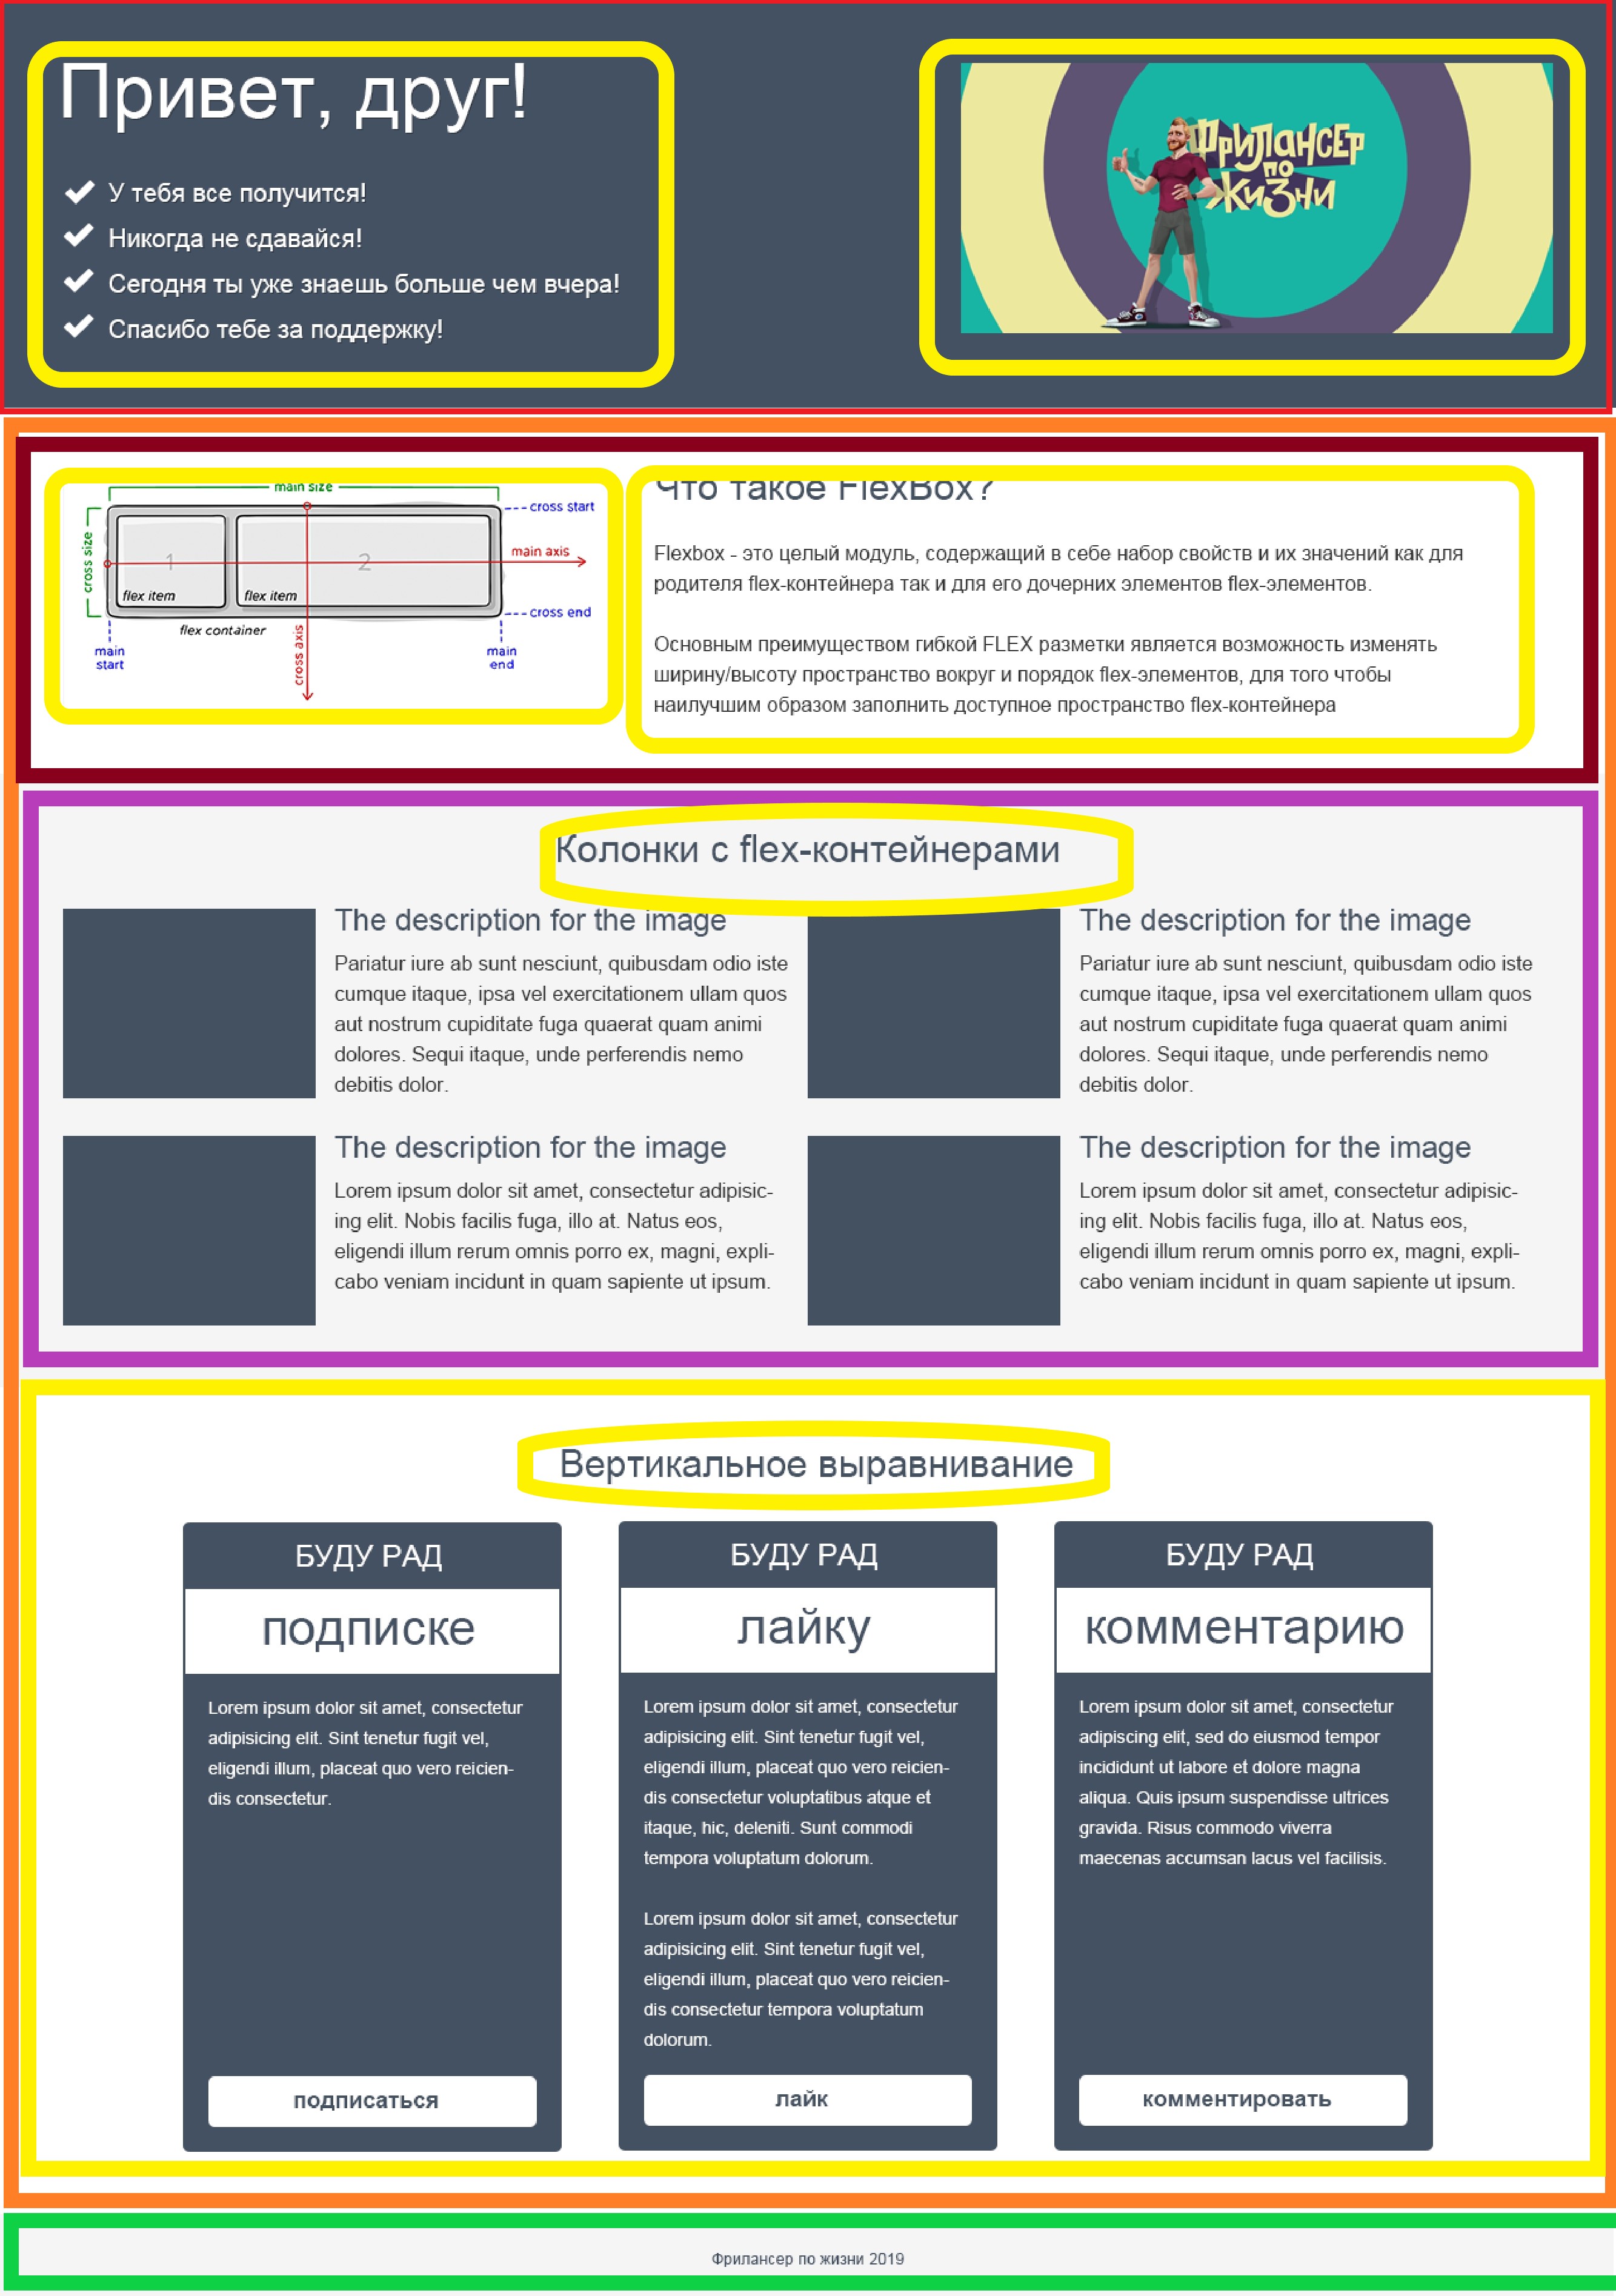 Привет, друг!
У тебя все получится!
Никогда не сдавайся!
Сегодня ты уже знаешь больше чем вчера!
Спасибо тебе за поддержку!
Фрилансер
по
жизни
main size
cross start
cross size
main axis
1
2
flex item
flex item
cross end
flex container
cross axis
main
start
main
end
Что такое FlexBox?
Flexbox - это целый модуль, содержащий в себе набор свойств и их значений как для
родителя flex-контейнера так и для его дочерних элементов flex-элементов.
Основным преимуществом гибкой FLEX разметки является возможность изменять
ширину/высоту пространство вокруг и порядок flex-элементов, для того чтобы
наилучшим образом заполнить доступное пространство flex-контейнера
Колонки с flex-контейнерами
The description for the image
Pariatur iure ab sunt nesciunt, quibusdam odio iste
cumque itaque, ipsa vel exercitationem ullam quos
aut nostrum cupiditate fuga quaerat quam animi
dolores. Sequi itaque, unde perferendis nemo
debitis dolor.
The description for the image
Pariatur iure ab sunt nesciunt, quibusdam odio iste
cumque itaque, ipsa vel exercitationem ullam quos
aut nostrum cupiditate fuga quaerat quam animi
dolores. Sequi itaque, unde perferendis nemo
debitis dolor.
The description for the image
Lorem ipsum dolor sit amet, consectetur adipisic-
ing elit. Nobis facilis fuga, illo at. Natus eos,
eligendi illum rerum omnis porro ex, magni, expli-
cabo veniam incidunt in quam sapiente ut ipsum.
The description for the image
Lorem ipsum dolor sit amet, consectetur adipisic-
ing elit. Nobis facilis fuga, illo at. Natus eos,
eligendi illum rerum omnis porro ex, magni, expli-
cabo veniam incidunt in quam sapiente ut ipsum.
Вертикальное выравнивание
БУДУ РАД
подписке
Lorem ipsum dolor sit amet, consectetur
adipisicing elit. Sint tenetur fugit vel,
eligendi illum, placeat quo vero reicien-
dis consectetur.
подписаться
БУДУ РАД
лайку
Lorem ipsum dolor sit amet, consectetur
adipisicing elit. Sint tenetur fugit vel,
eligendi illum, placeat quo vero reicien-
dis consectetur voluptatibus atque et
itaque, hic, deleniti. Sunt commodi
tempora voluptatum dolorum.
Lorem ipsum dolor sit amet, consectetur
adipisicing elit. Sint tenetur fugit vel,
eligendi illum, placeat quo vero reicien-
dis consectetur tempora voluptatum
dolorum.
лайк
БУДУ РАД
комментарию
Lorem ipsum dolor sit amet, consectetur
adipiscing elit, sed do eiusmod tempor
incididunt ut labore et dolore magna
aliqua. Quis ipsum suspendisse ultrices
gravida. Risus commodo viverra
maecenas accumsan lacus vel facilisis.
комментировать
Фрилансер по жизни 2019